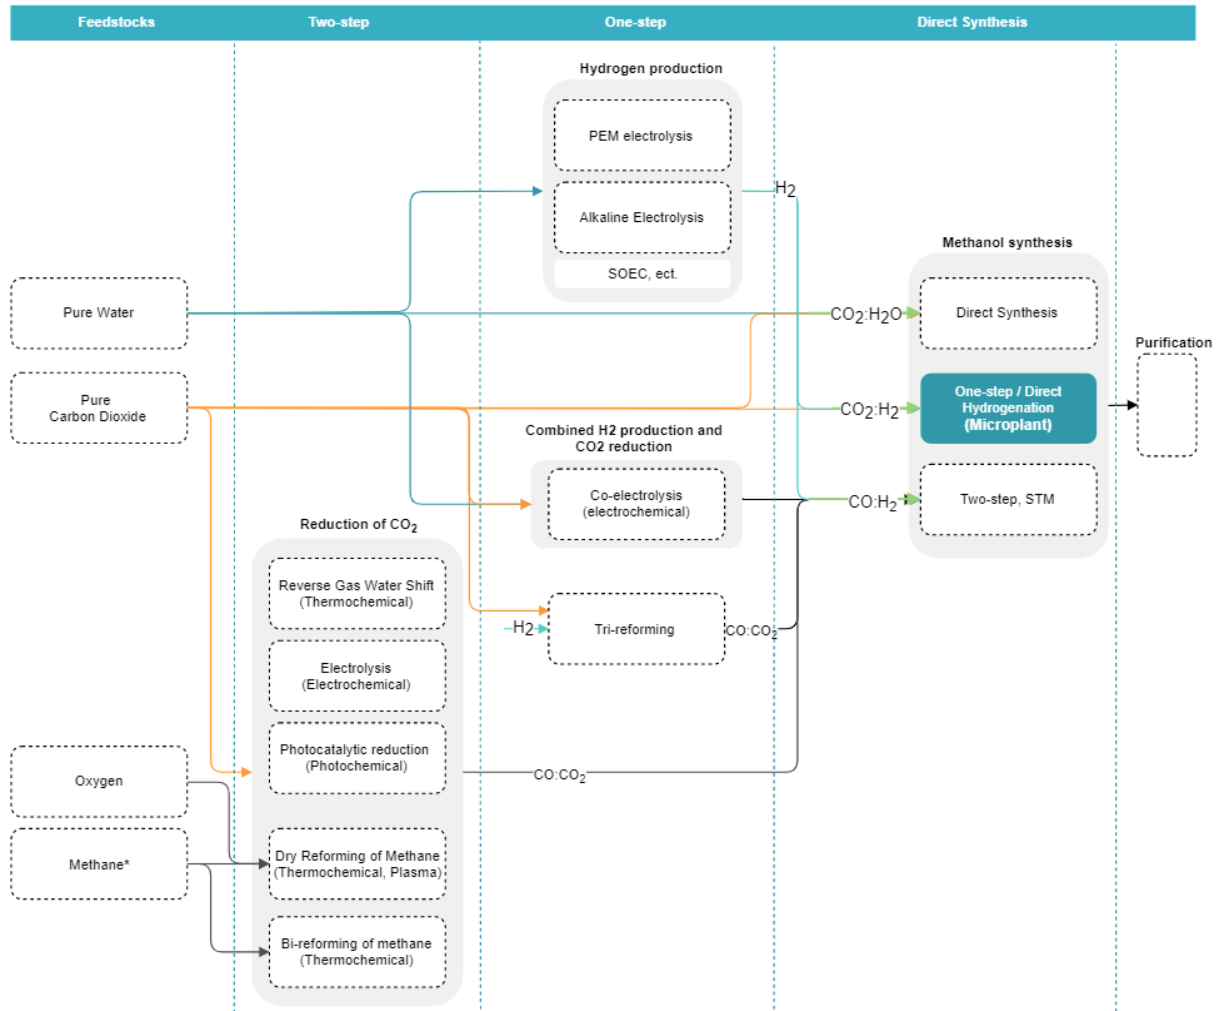 Feedstocks
Two-step
One-step
Direct Synthesis
Hydrogen production
PEM electrolysis
Alkaline Electrolysis
SOEC, ect.
H2
Methanol synthesis
Pure Water
CO2:H2O
Direct Synthesis
Purification
Pure
Carbon Dioxide
CO2:H2
One-step / Direct
Hydrogenation
(Microplant)
Combined H2 production and
CO2 reduction
Co-electrolysis
(electrochemical)
CO:H2
Two-step, STM
Reduction of CO2
Reverse Gas Water Shift
(Thermochemical)
H2
Tri-reforming
CO:CO2
Electrolysis
(Electrochemical)
Photocatalytic reduction
(Photochemical)
CO:CO2
Oxygen
Methane*
Dry Reforming of Methane
(Thermochemical, Plasma)
Bi-reforming of methane
(Thermochemical)